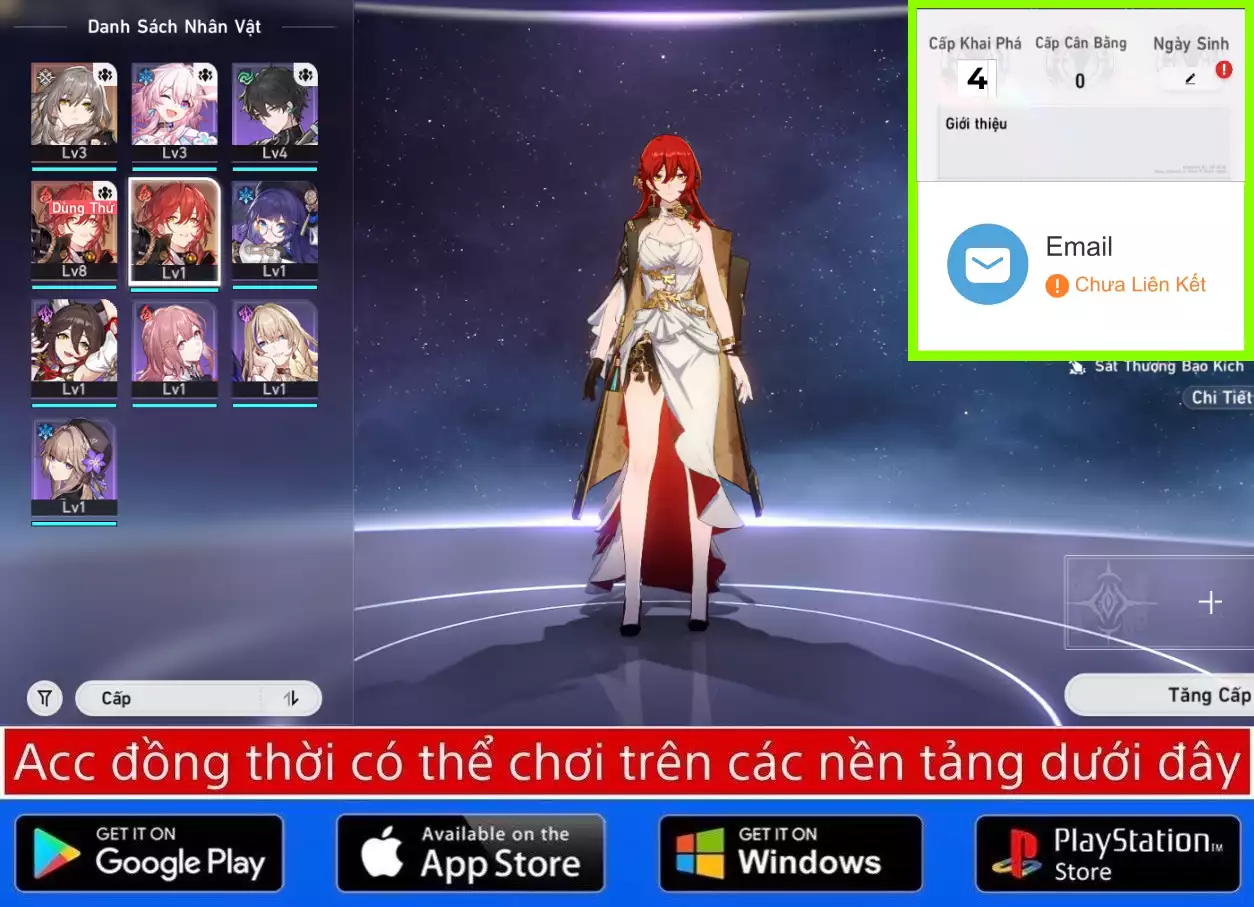 Danh Sách Nhân Vật
Lv3
Lv3
Lv4
Dùng Thử
Lv8
Lv1
Lv1
Lv1
Lv1
Lv1
Lv1
Cấp
Cấp Khai Phá
Cấp Cân Bằng
Ngày Sinh
4
0
Giới thiệu
Email
Chưa Liên Kết
Sát Thương Bạo Kích
Chi Tiết
Tăng Cấp
Acc đồng thời có thể chơi trên các nền tảng dưới đây
GET IT ON
Google Play
Available on the
App Store
GET IT ON
Windows
PlayStation™
Store